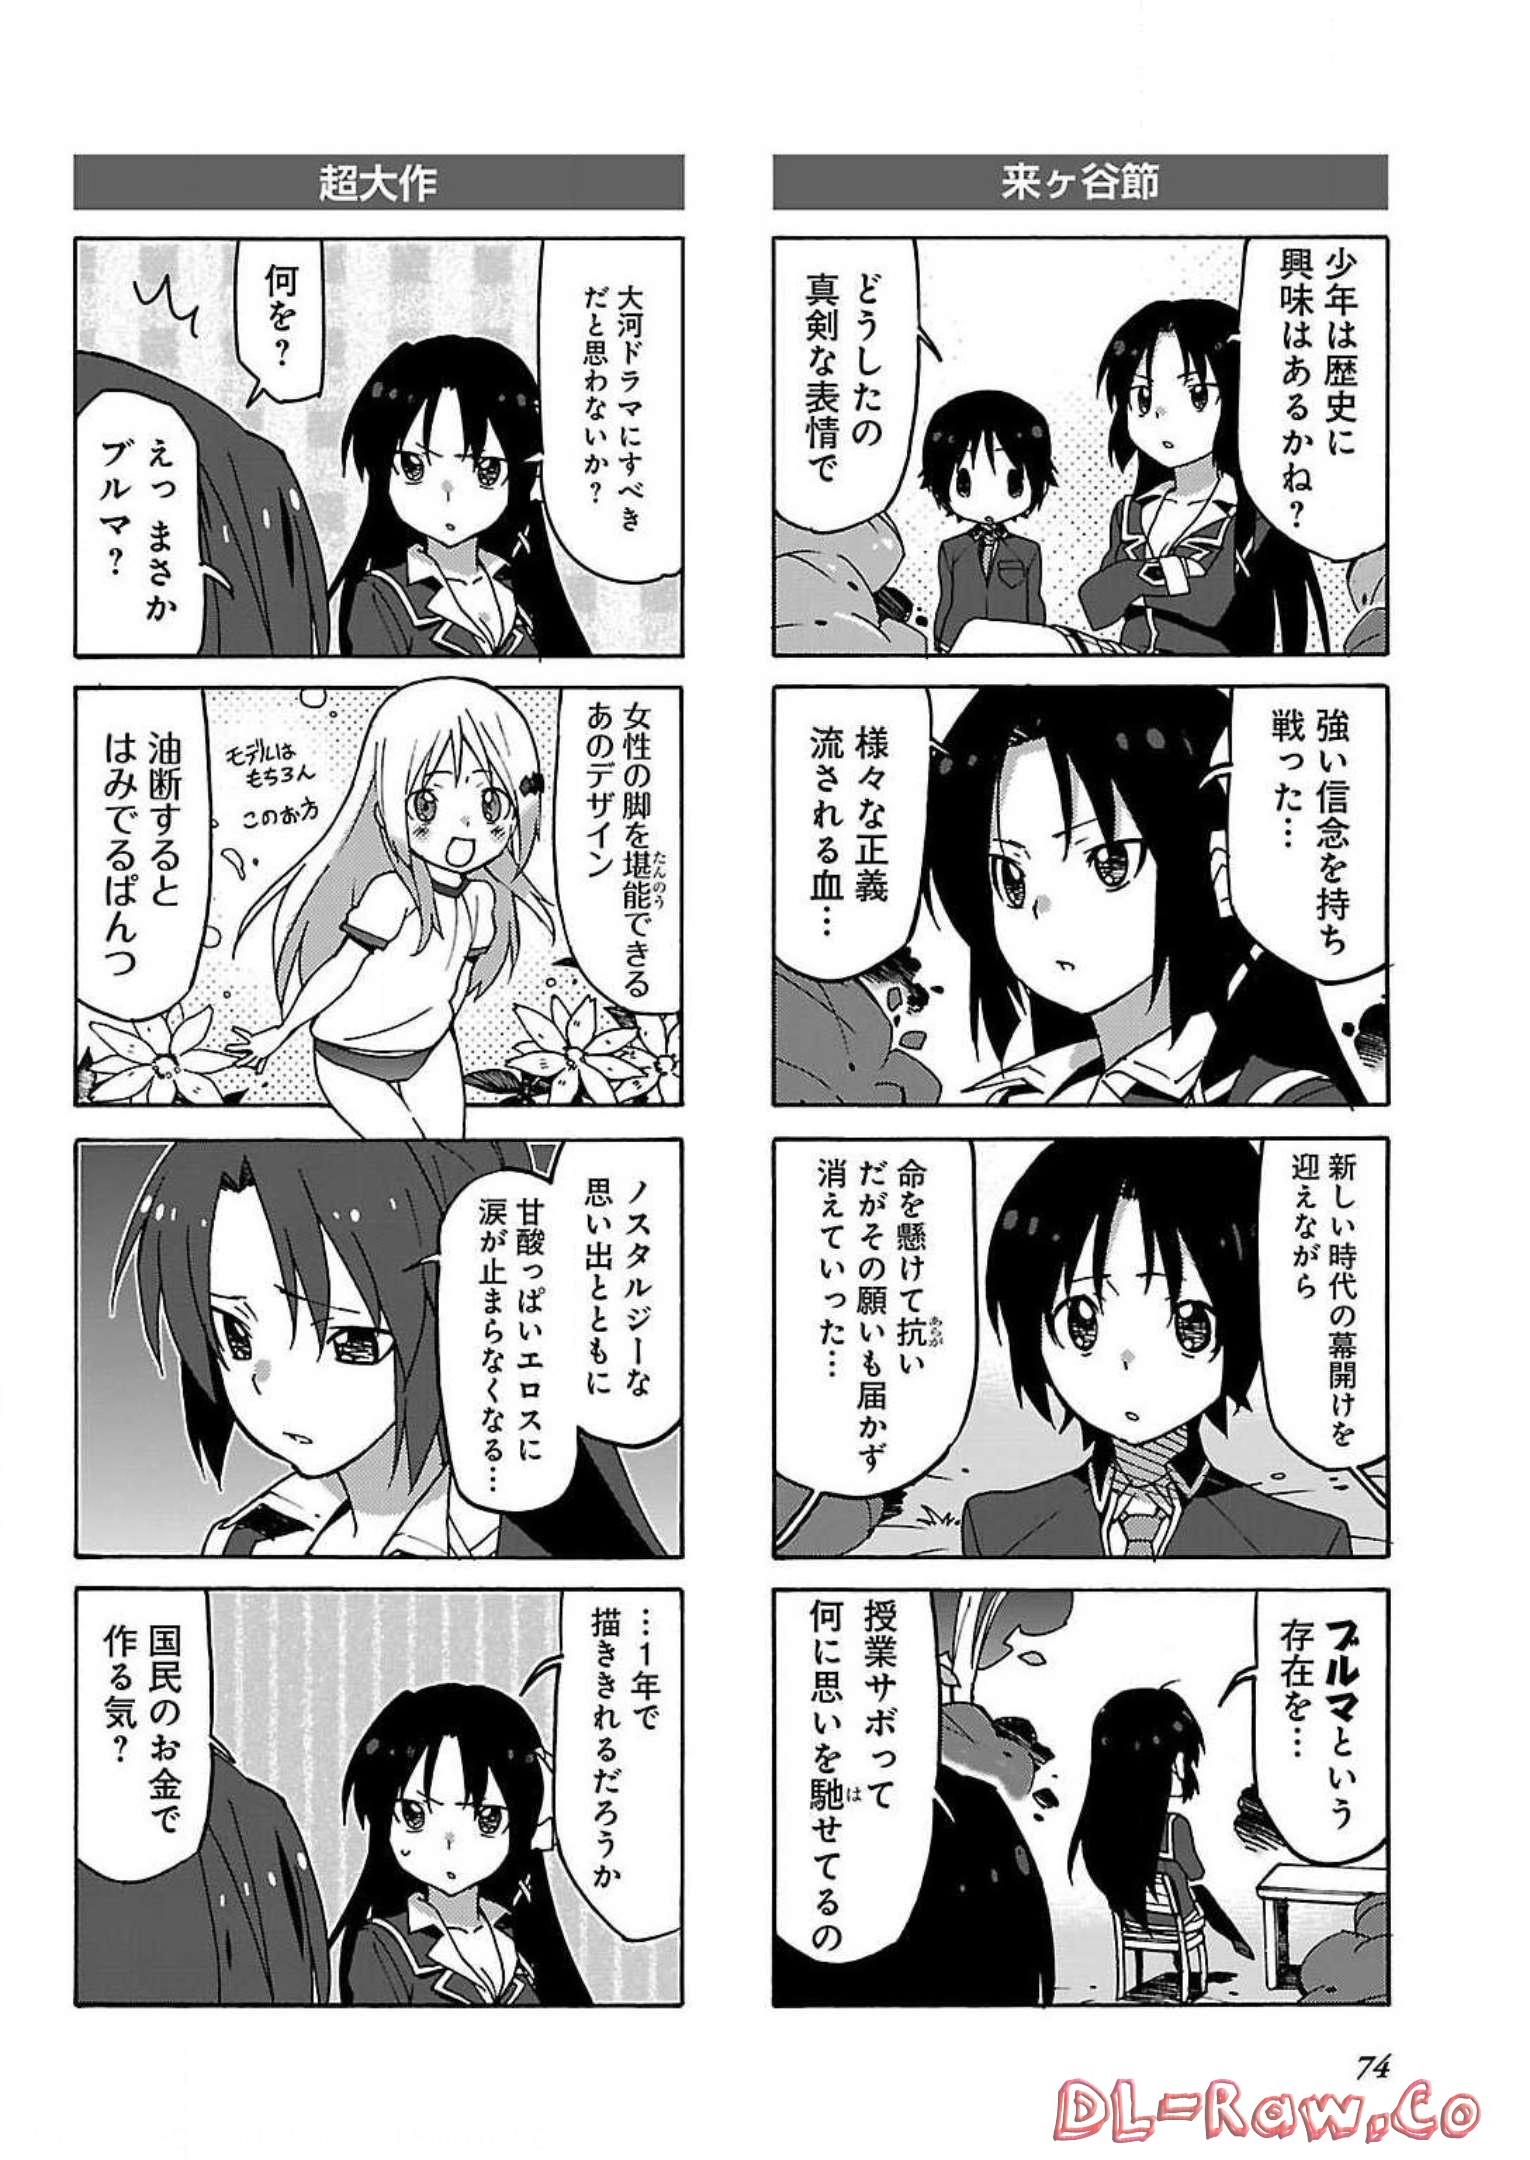 来ヶ谷節
少年は歴史に
興味はあるかね？
どうしたの
真剣な表情で
強い信念を持ち
戦った…
様々な正義
流される血…
新しい時代の幕開けを
迎えながら
命を懸けて抗い
あらが
だがその願いも届かず
消えていった…
ブルマという
存在を…
授業サボって
何に思いを馳せてるの
は
超大作
大河ドラマにすべき
だと思わないか？
何を？
えっ まさか
ブルマ？
女性の脚を堪能できる
たんのう
あのデザイン
モデルは
もちろん
このお方
油断すると
はみでるぱんつ
ノスタルジーな
思い出とともに
甘酸っぱいエロスに
涙が止まらなくなる…
…1年で
描ききれるだろうか
国民のお金で
作る気？
74
DL-Raw.Co